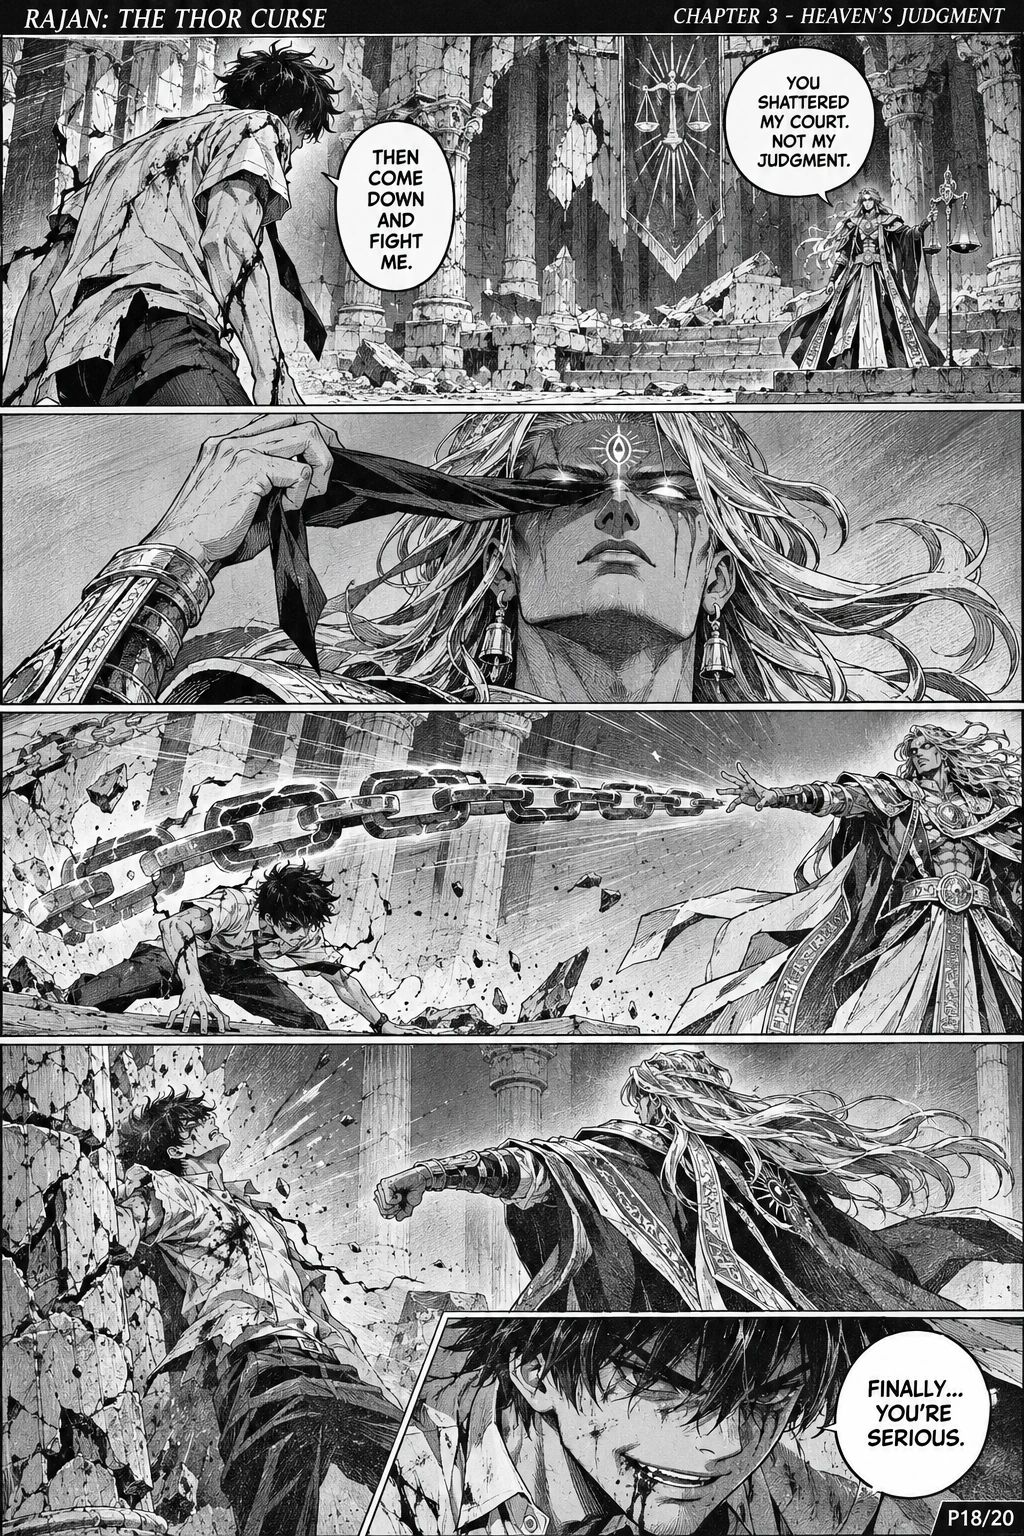 RAJAN: THE THOR CURSE
CHAPTER 3 – HEAVEN'S JUDGMENT
THEN
COME
DOWN
AND
FIGHT
ME.
YOU
SHATTERED
MY COURT.
NOT MY
JUDGMENT.
FINALLY...
YOU'RE
SERIOUS.
P18/20